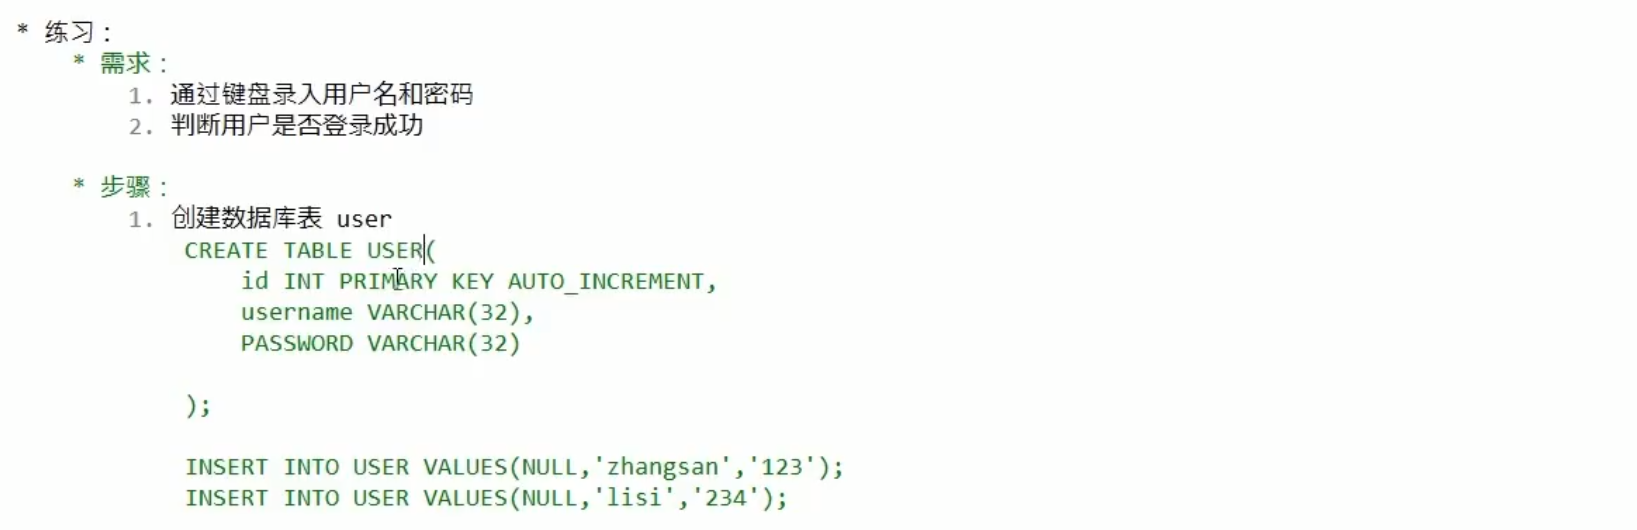 * 练习：
* 需求：
1. 通过键盘录入用户名和密码
2. 判断用户是否登录成功
* 步骤：
1. 创建数据库表 user
CREATE TABLE USER(
id INT PRIMARY KEY AUTO_INCREMENT,
username VARCHAR(32),
PASSWORD VARCHAR(32)
);
INSERT INTO USER VALUES(NULL,'zhangsan','123');
INSERT INTO USER VALUES(NULL,'lisi','234');